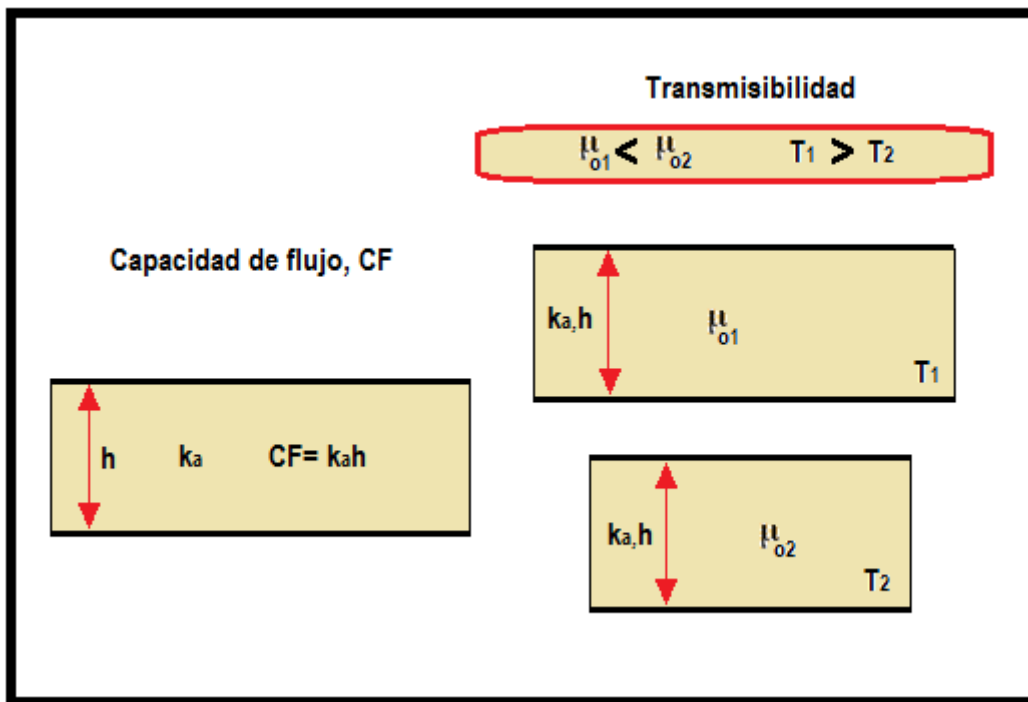 Transmisibilidad
μo1 < μo2 T1 > T2
Capacidad de flujo, CF
h ka CF= kah
ka,h μo1
T1
ka,h μo2
T2